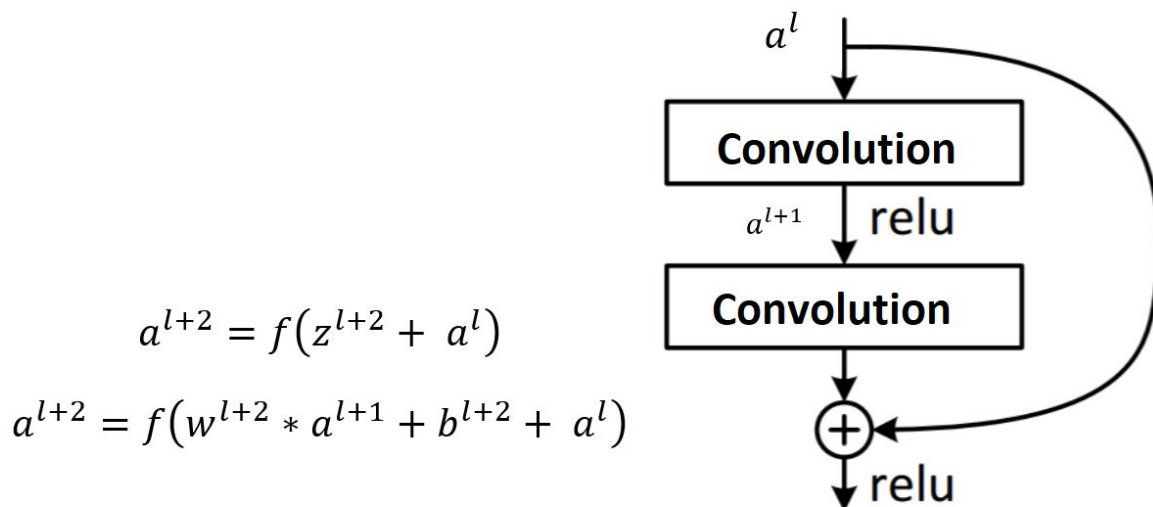 a^l
Convolution
a^{l+1} relu
Convolution
a^{l+2} = f(z^{l+2} + a^l)
a^{l+2} = f(w^{l+2} * a^{l+1} + b^{l+2} + a^l)
+
relu